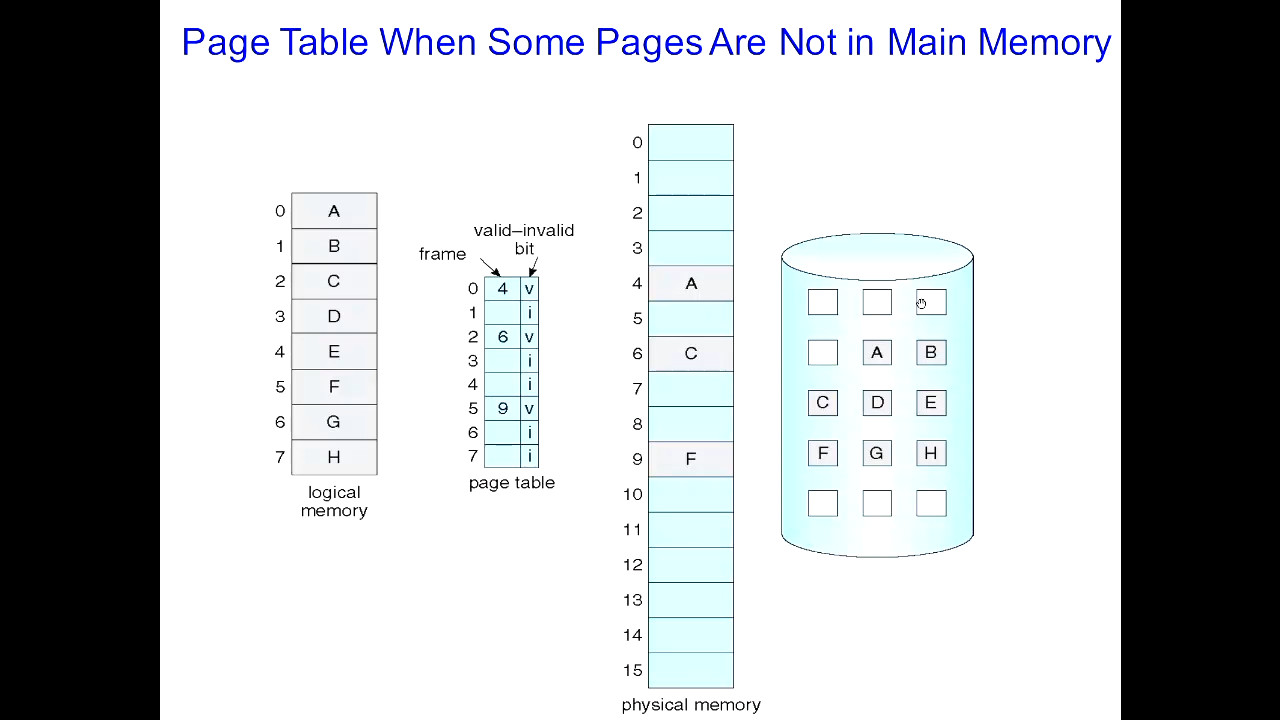 Page Table When Some Pages Are Not in Main Memory
0 A
1 B
2 C
3 D
4 E
5 F
6 G
7 H
logical
memory
valid–invalid
bit
frame
0 4 v
1 i
2 6 v
3 i
4 i
5 9 v
6 i
7 i
page table
0
1
2
3
4 A
5
6 C
7
8
9 F
10
11
12
13
14
15
physical memory
A B
C D E
F G H